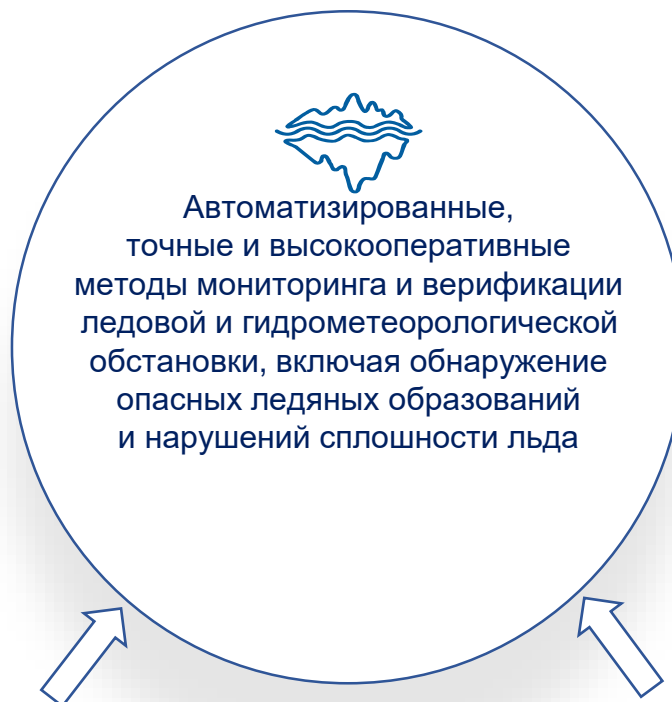 Автоматизированные,
точные и высокооперативные
методы мониторинга и верификации
ледовой и гидрометеорологической
обстановки, включая обнаружение
опасных ледяных образований
и нарушений сплошности льда